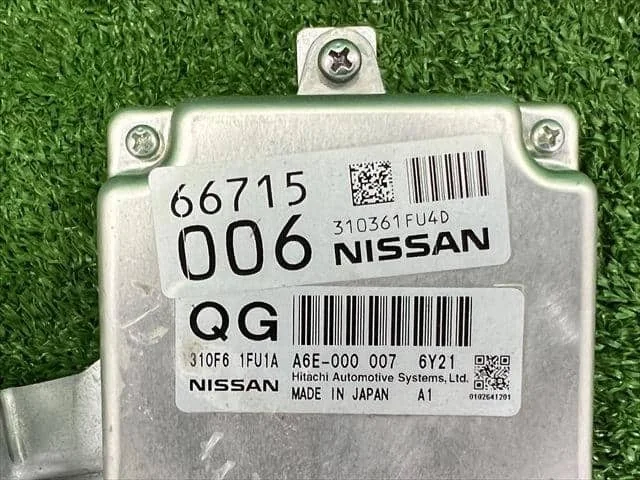 66715
006
310361FU4D
NISSAN
QG
310F6 1FU1A
A6E-000 007
6Y21
NISSAN
Hitachi Automotive Systems, Ltd.
MADE IN JAPAN
A1
0102641201